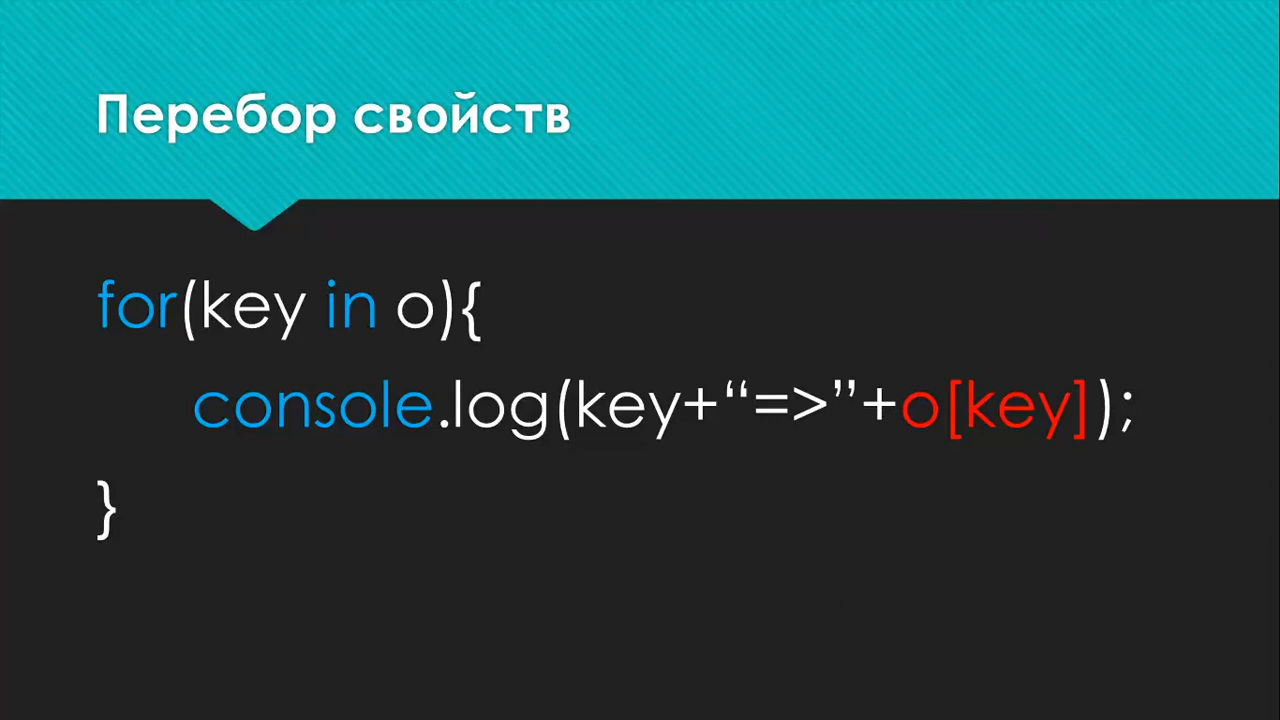 Перебор свойств
for(key in o){
console.log(key+“=>”+o[key]);
}